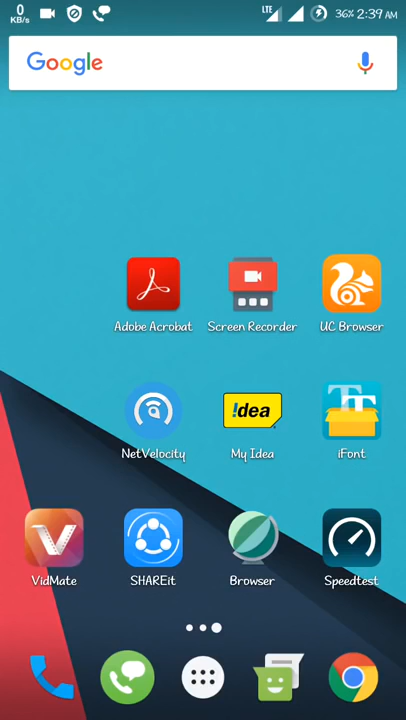 0
KB/s
LTE
36% 2:39 AM
Google
Adobe Acrobat
Screen Recorder
UC Browser
!dea
TT
NetVelocity
My Idea
iFont
VidMate
SHAREit
Browser
Speedtest